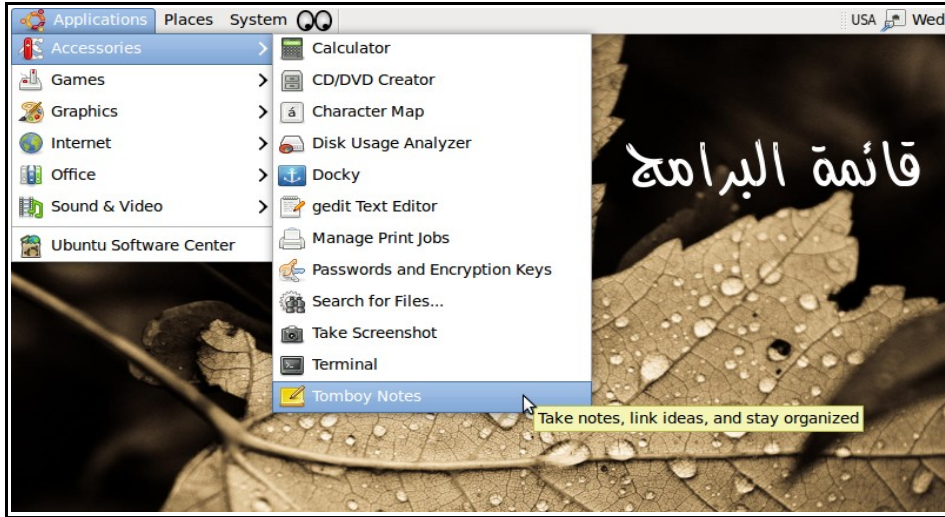 Applications Places System USA Wed
Accessories
Games
Graphics
Internet
Office
Sound & Video
Ubuntu Software Center
Calculator
CD/DVD Creator
Character Map
Disk Usage Analyzer
Docky
gedit Text Editor
Manage Print Jobs
Passwords and Encryption Keys
Search for Files...
Take Screenshot
Terminal
Tomboy Notes
Take notes, link ideas, and stay organized
قائمة البرامج